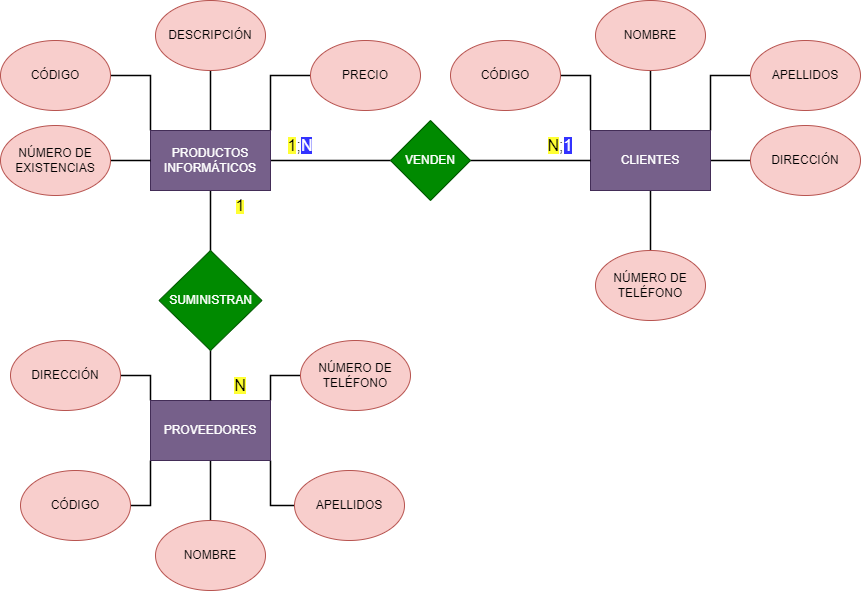 DESCRIPCIÓN
NOMBRE
CÓDIGO
PRECIO
CÓDIGO
APELLIDOS
NÚMERO DE
EXISTENCIAS
PRODUCTOS
INFORMÁTICOS
1;N
VENDEN
N;1
CLIENTES
DIRECCIÓN
1
NÚMERO DE
TELÉFONO
SUMINISTRAN
DIRECCIÓN
N
NÚMERO DE
TELÉFONO
PROVEEDORES
CÓDIGO
APELLIDOS
NOMBRE